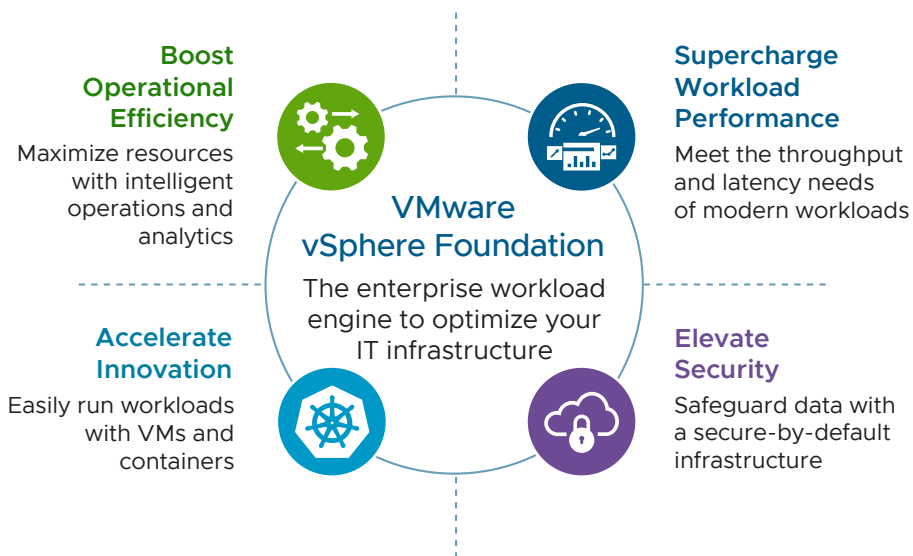 Boost
Operational
Efficiency
Maximize resources
with intelligent
operations and
analytics
Supercharge
Workload
Performance
Meet the throughput
and latency needs
of modern workloads
VMware
vSphere Foundation
The enterprise workload
engine to optimize your
IT infrastructure
Accelerate
Innovation
Easily run workloads
with VMs and
containers
Elevate
Security
Safeguard data with
a secure-by-default
infrastructure